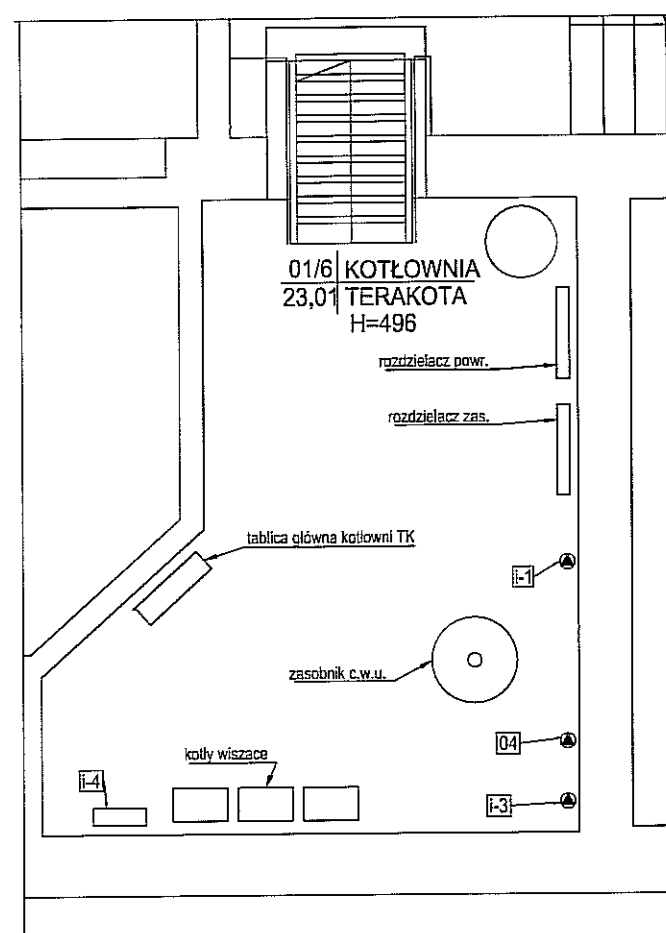 01/6 KOTŁOWNIA
23,01 TERAKOTA
H=496
rozdzielacz powr.
rozdzielacz zas.
tablica główna kotłowni TK
i-1
zasobnik c.w.u.
04
kotły wiszace
i-4
i-3